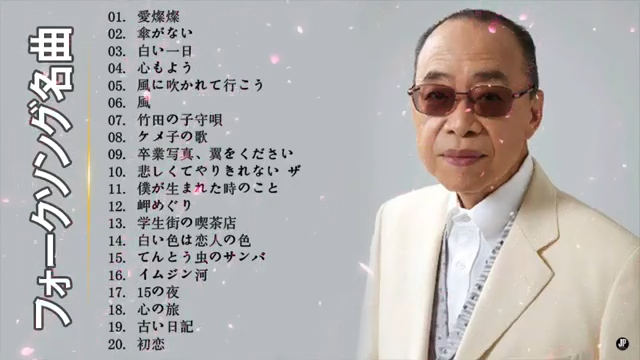 フォークソング名曲
01. 愛燦燦
02. 傘がない
03. 白い一日
04. 心もよう
05. 風に吹かれて行こう
06. 風
07. 竹田の子守唄
08. ケメ子の歌
09. 卒業写真、翼をください
10. 悲しくてやりきれない ザ
11. 僕が生まれた時のこと
12. 岬めぐり
13. 学生街の喫茶店
14. 白い色は恋人の色
15. てんとう虫のサンバ
16. イムジン河
17. 15の夜
18. 心の旅
19. 古い日記
20. 初恋
JP